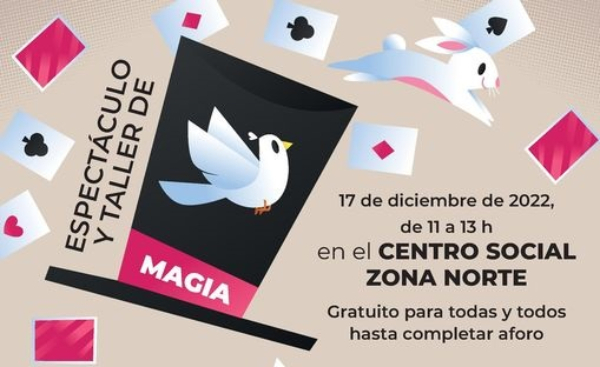 ESPECTÁCULO
Y TALLER DE
MAGIA
17 de diciembre de 2022,
de 11 a 13 h
en el CENTRO SOCIAL
ZONA NORTE
Gratuito para todas y todos
hasta completar aforo